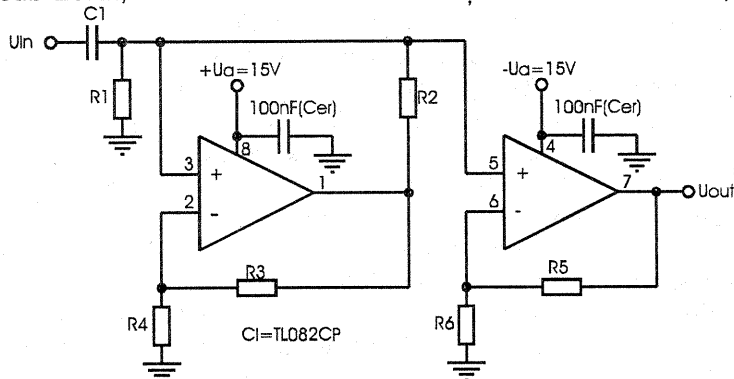 C1
Uin
R1
+Ua=15V
100nF(Cer)
R2
-Ua=15V
100nF(Cer)
8
4
3
+
1
2
-
5
+
7
Uout
6
-
R3
R5
R4
CI=TL082CP
R6